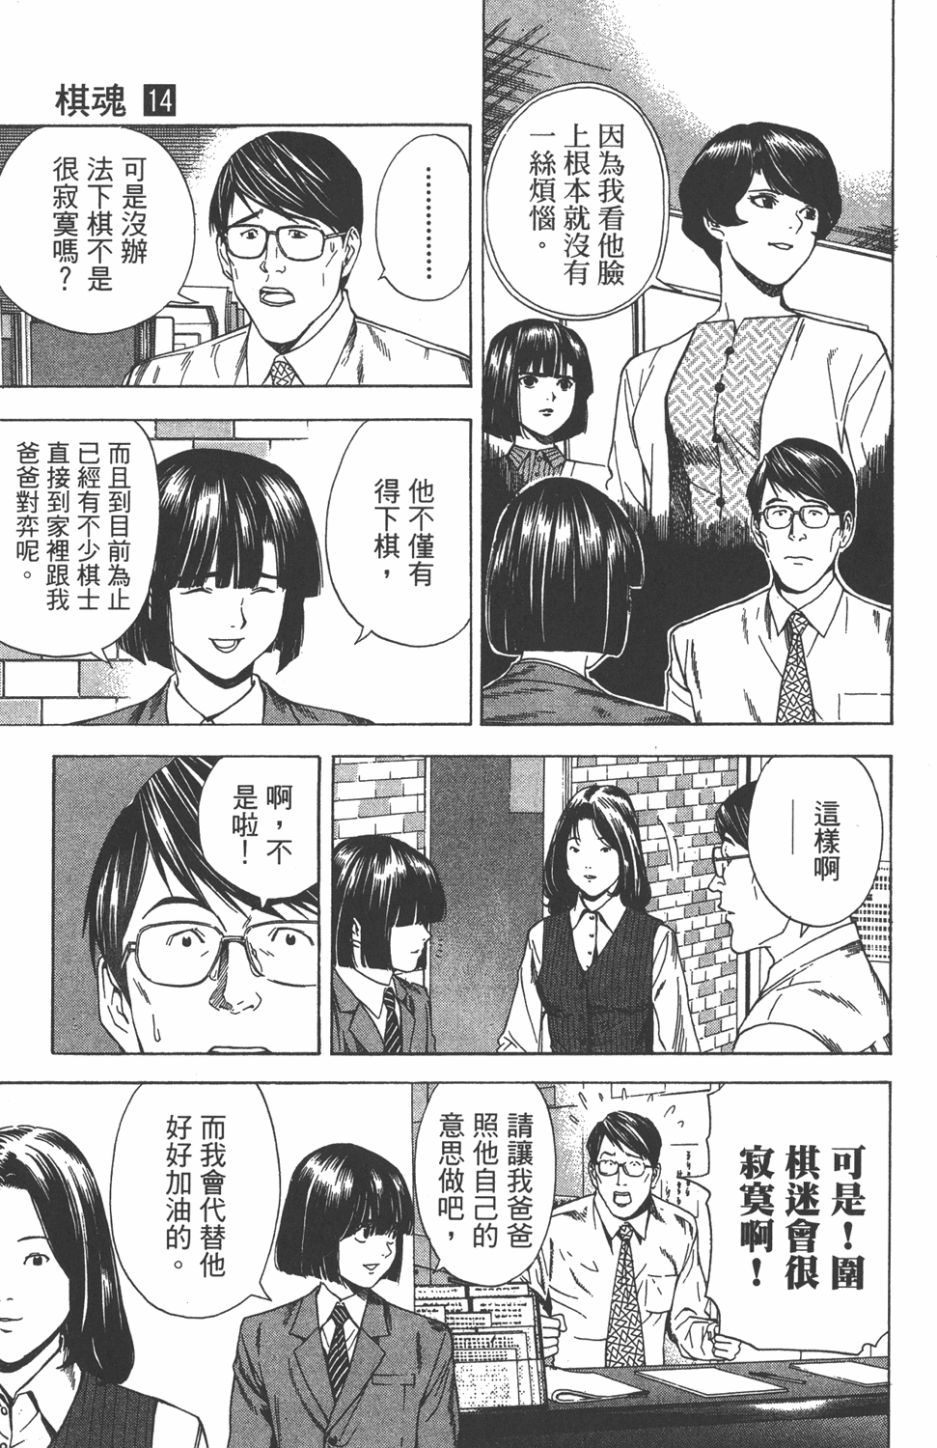 棋魂 14
因為我看他臉
上根本就沒有
一絲煩惱。
…………
可是沒辦
法下棋不是
很寂寞嗎？
他不僅有
得下棋，
而且到目前為止
已經有不少棋士
直接到家裡跟我
爸爸對弈呢。
這樣啊
——
啊，不
是啦！
可是！圍
棋迷會很
寂寞啊！
請讓我爸爸
照他自己的
意思做吧，
而我會代替他
好好加油的。